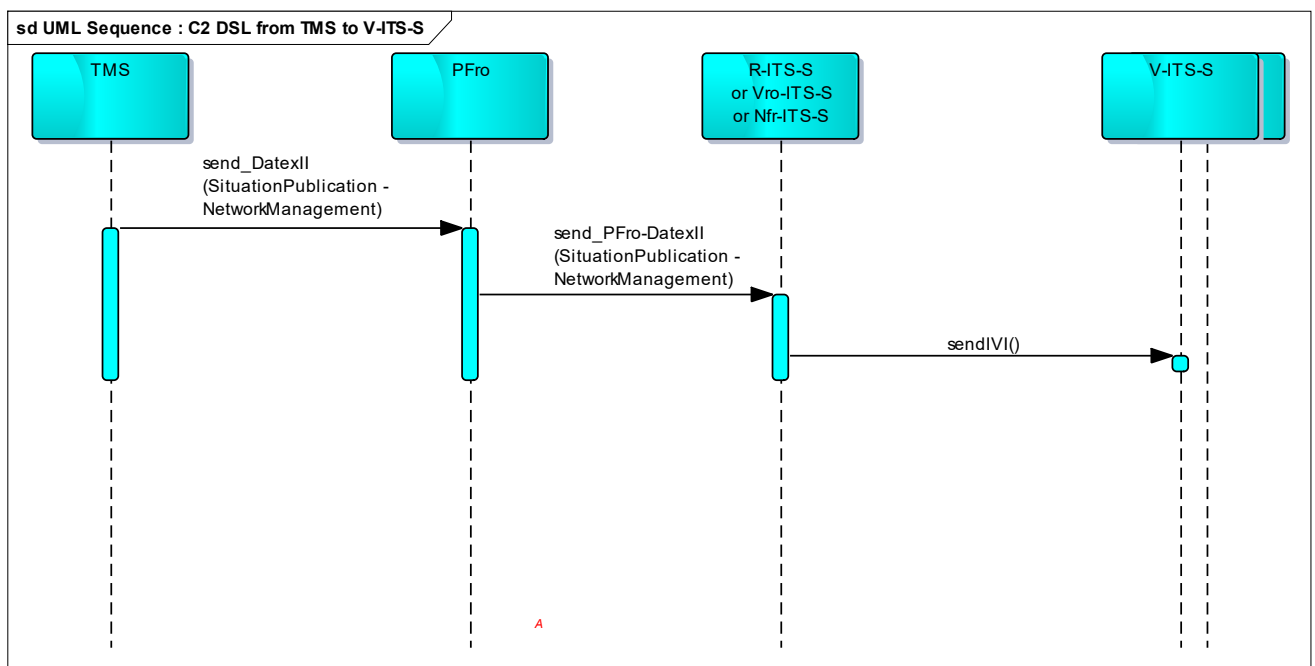 sd UML Sequence : C2 DSL from TMS to V-ITS-S
TMS
PFro
R-ITS-S
or Vro-ITS-S
or Nfr-ITS-S
V-ITS-S
send_DatexII
(SituationPublication -
NetworkManagement)
send_PFro-DatexII
(SituationPublication -
NetworkManagement)
sendIVI()
A